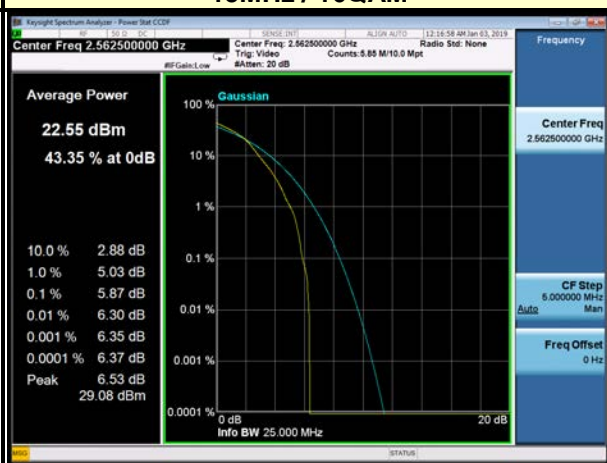 Keysight Spectrum Analyzer - Power Stat CCDF
RF 50 Ω DC SENSE:INT ALIGN AUTO 12:16:58 AM Jan 03, 2019
Center Freq 2.562500000 GHz
Center Freq: 2.562500000 GHz Radio Std: None
Trig: Video Counts:5.85 M/10.0 Mpt
#IFGain:Low #Atten: 20 dB
Frequency
Average Power
22.55 dBm
43.35 % at 0dB
10.0 % 2.88 dB
1.0 % 5.03 dB
0.1 % 5.87 dB
0.01 % 6.30 dB
0.001 % 6.35 dB
0.0001 % 6.37 dB
Peak 6.53 dB
29.08 dBm
Gaussian
100 %
10 %
1 %
0.1 %
0.01 %
0.001 %
0.0001 %
0 dB 20 dB
Info BW 25.000 MHz
Center Freq
2.562500000 GHz
CF Step
5.000000 MHz
Auto Man
Freq Offset
0 Hz
MSG STATUS